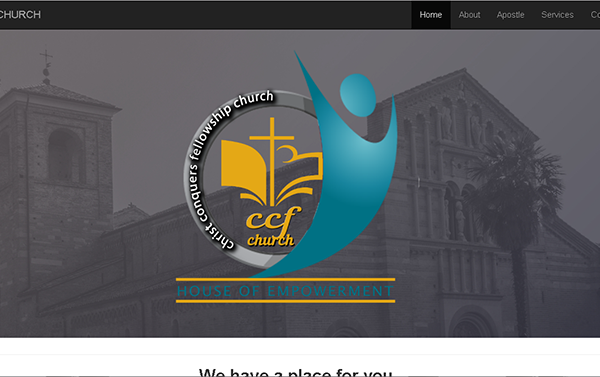 CHURCH
Home About Apostle Services Co
christ conquers fellowship church
ccf
church
HOUSE OF EMPOWERMENT
We have a place for you